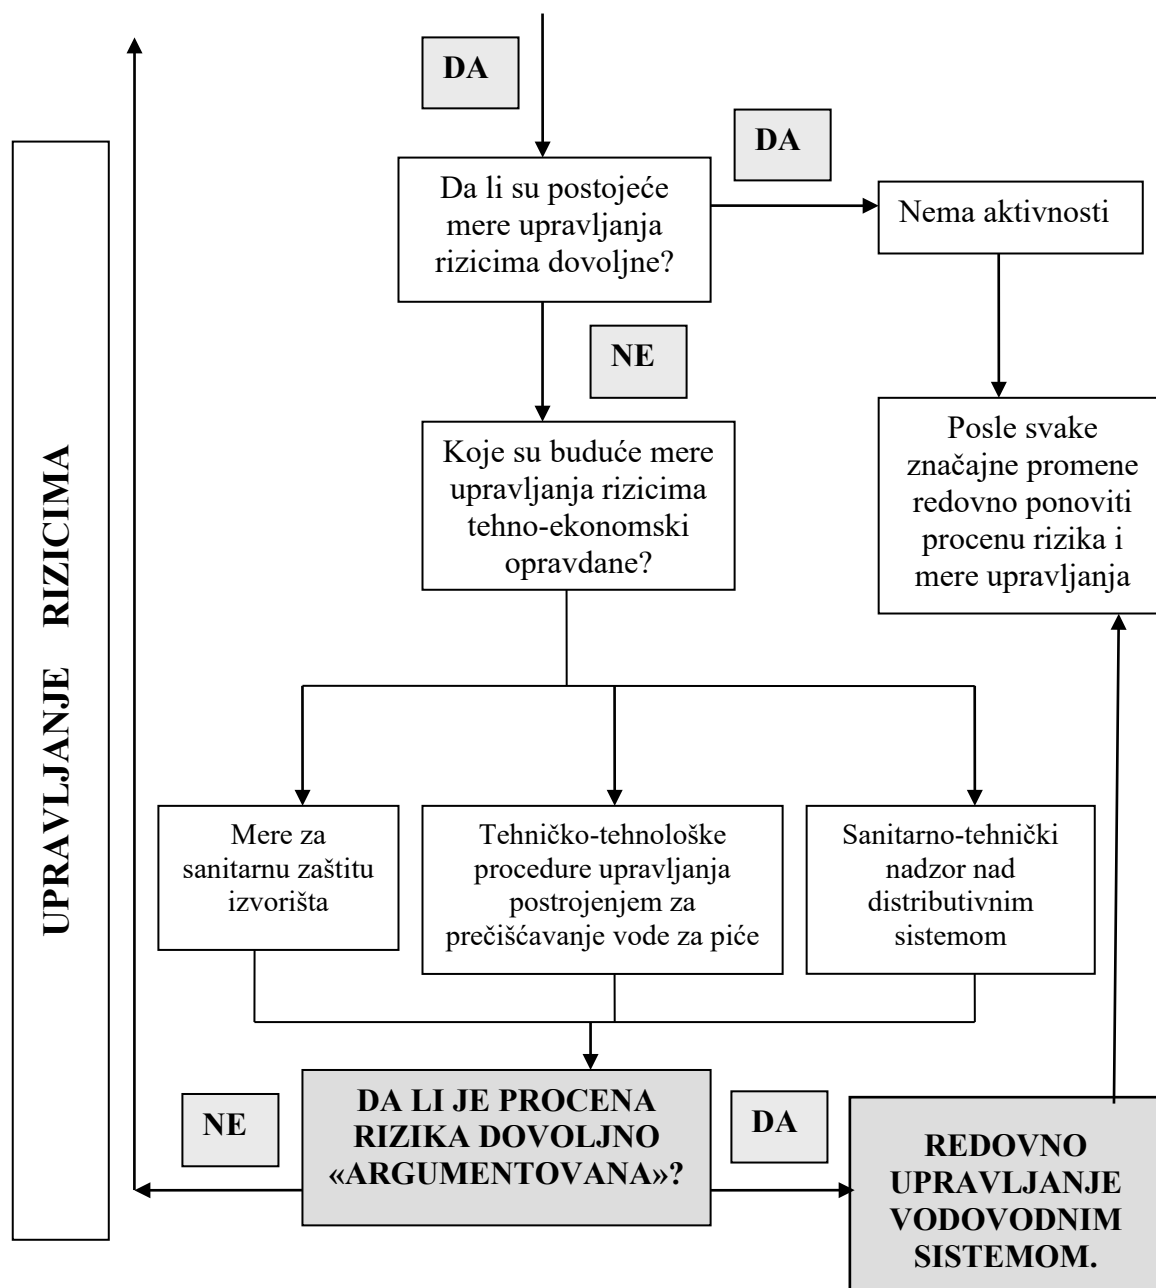 DA
DA
Da li su postojeće
mere upravljanja
rizicima dovoljne?
Nema aktivnosti
NE
Koje su buduće mere
upravljanja rizicima
tehno-ekonomski
opravdane?
Posle svake
značajne promene
redovno ponoviti
procenu rizika i
mere upravljanja
UPRAVLJANJE RIZICIMA
Mere za
sanitarnu zaštitu
izvorišta
Tehničko-tehnološke
procedure upravljanja
postrojenjem za
prečišćavanje vode za piće
Sanitarno-tehnički
nadzor nad
distributivnim
sistemom
NE
DA LI JE PROCENA
RIZIKA DOVOLJNO
«ARGUMENTOVANA»?
DA
REDOVNO
UPRAVLJANJE
VODOVODNIM
SISTEMOM.